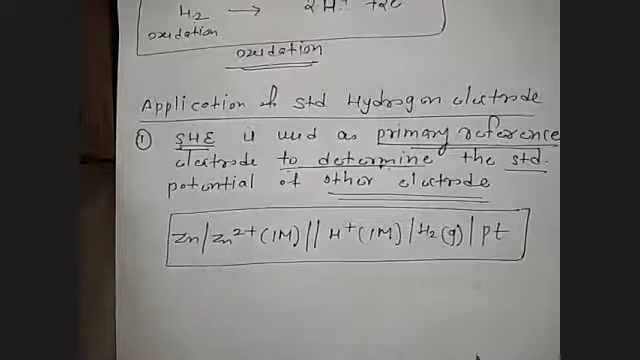 H2 → 2H+ +2e
oxidation
oxidation
Application of std Hydrogen electrode
① SHE is used as primary reference
electrode to determine the std.
potential of other electrode
Zn/Zn2+(1M)||H+(1M)|H2(g)|pt